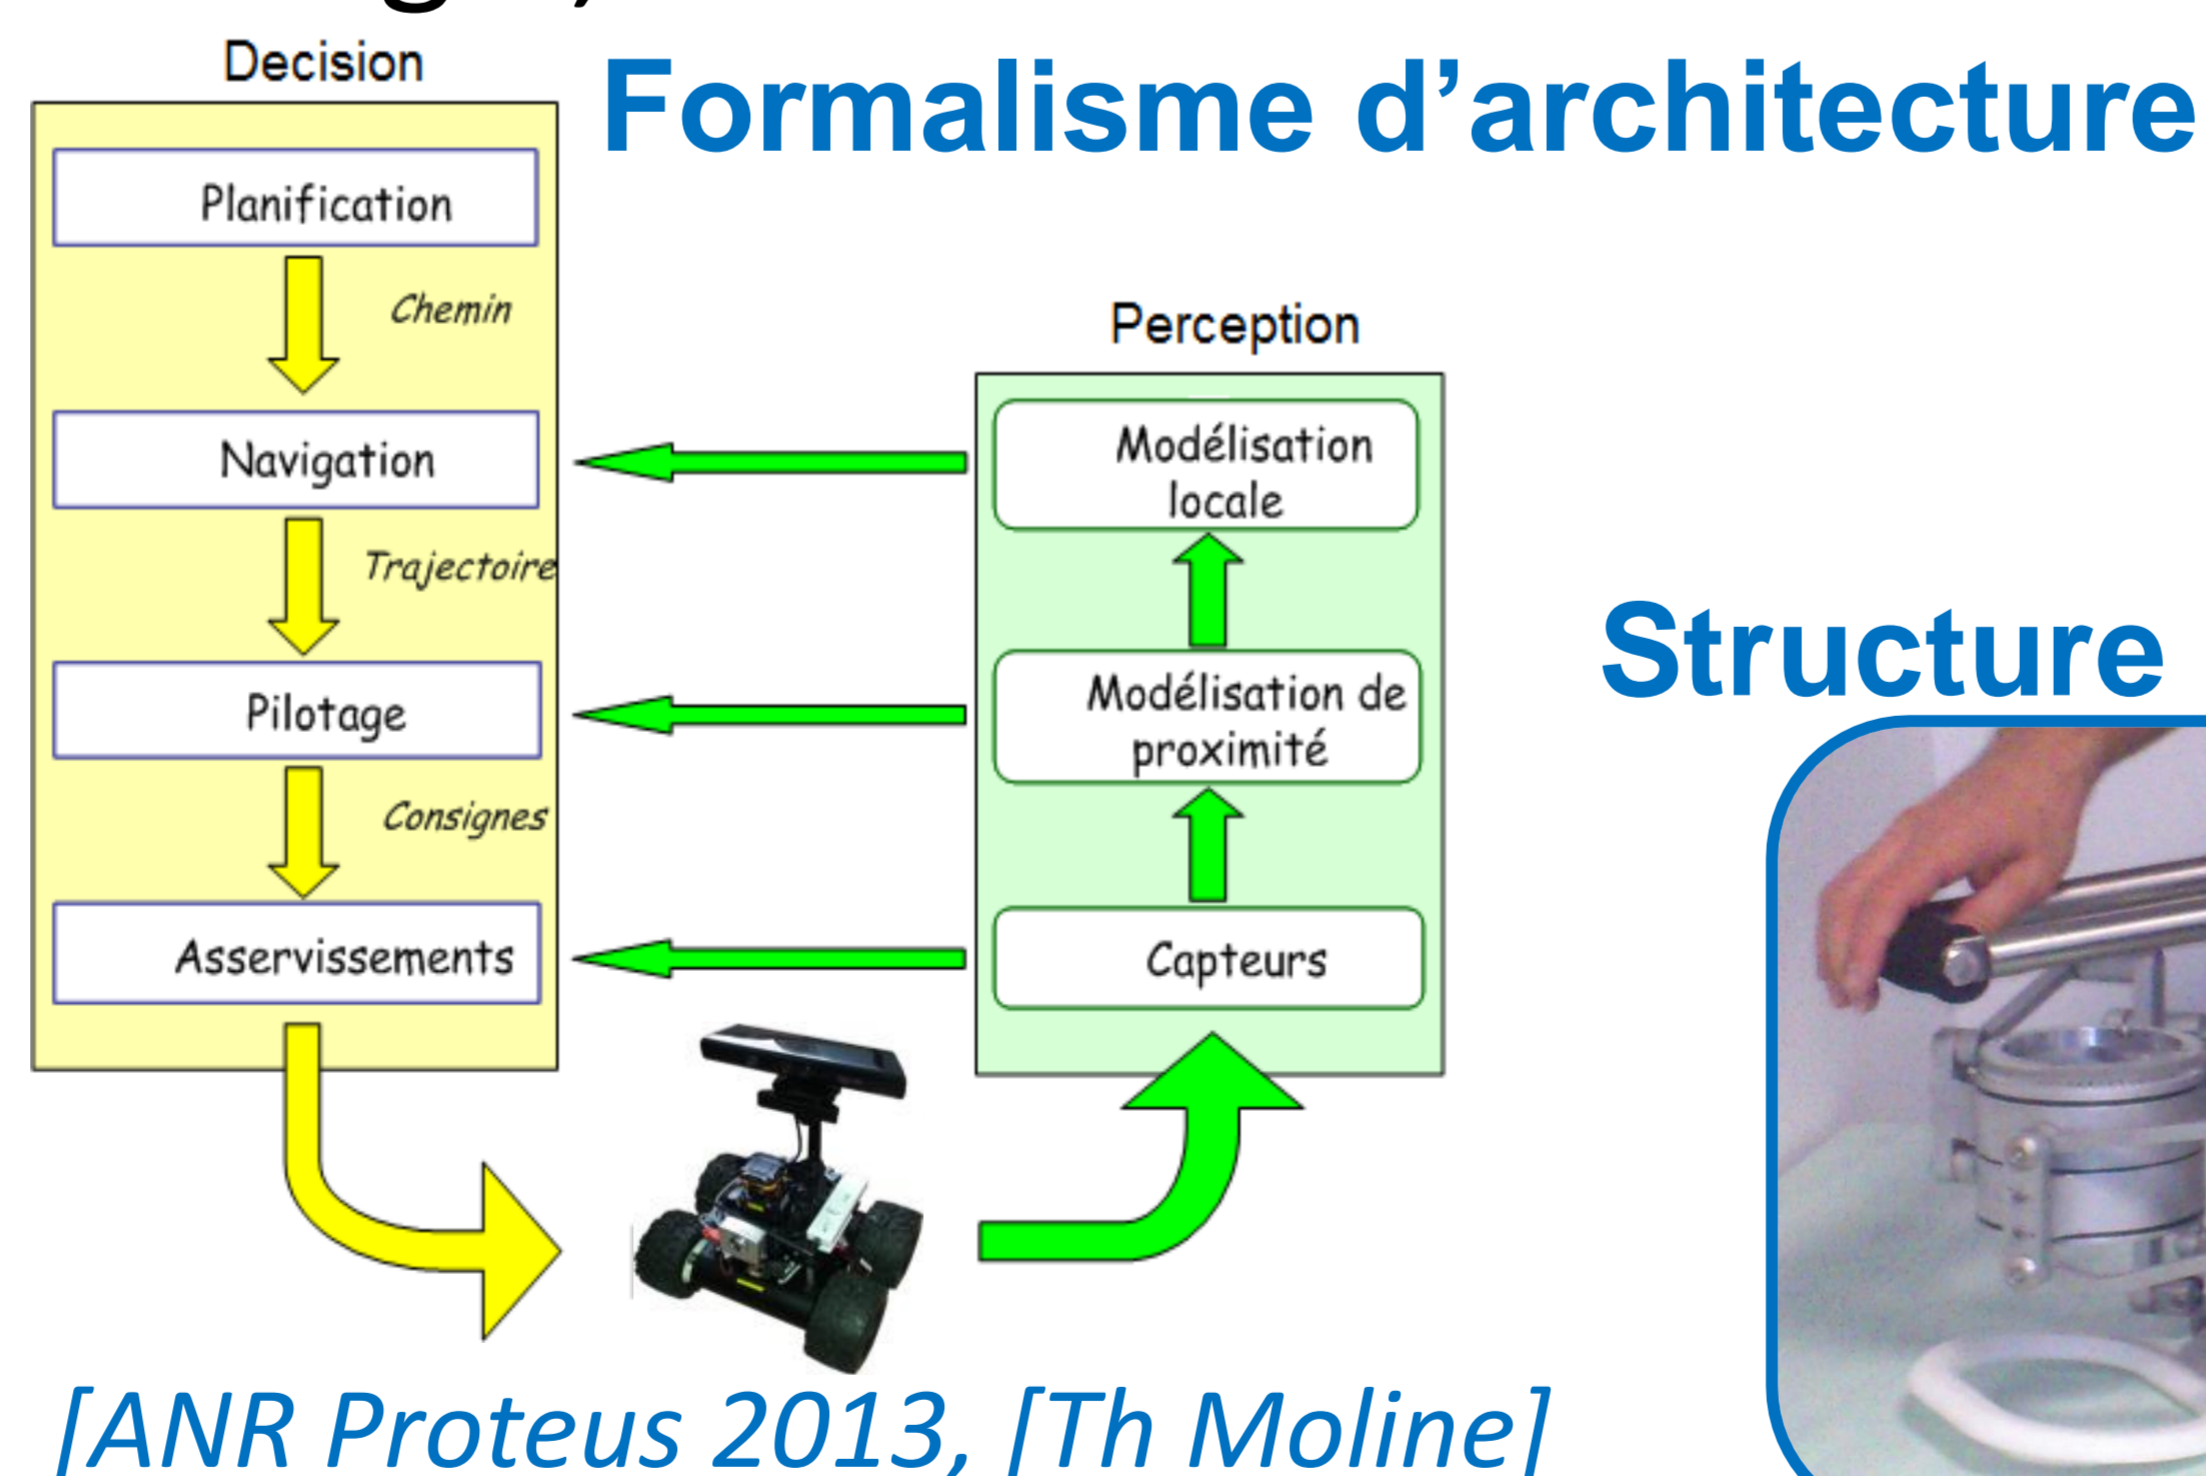 Decision
Formalisme d’architecture
Planification
Chemin
Navigation
Trajectoire
Pilotage
Consignes
Asservissements
Perception
Modélisation
locale
Modélisation de
proximité
Capteurs
Structure
[ANR Proteus 2013, [Th Moline]